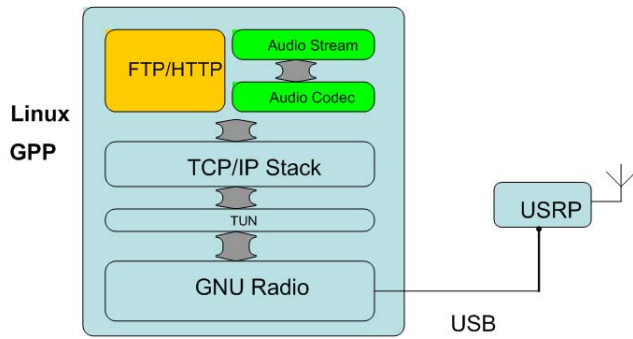 Audio Stream
FTP/HTTP
Audio Codec
Linux
GPP
TCP/IP Stack
TUN
USRP
GNU Radio
USB